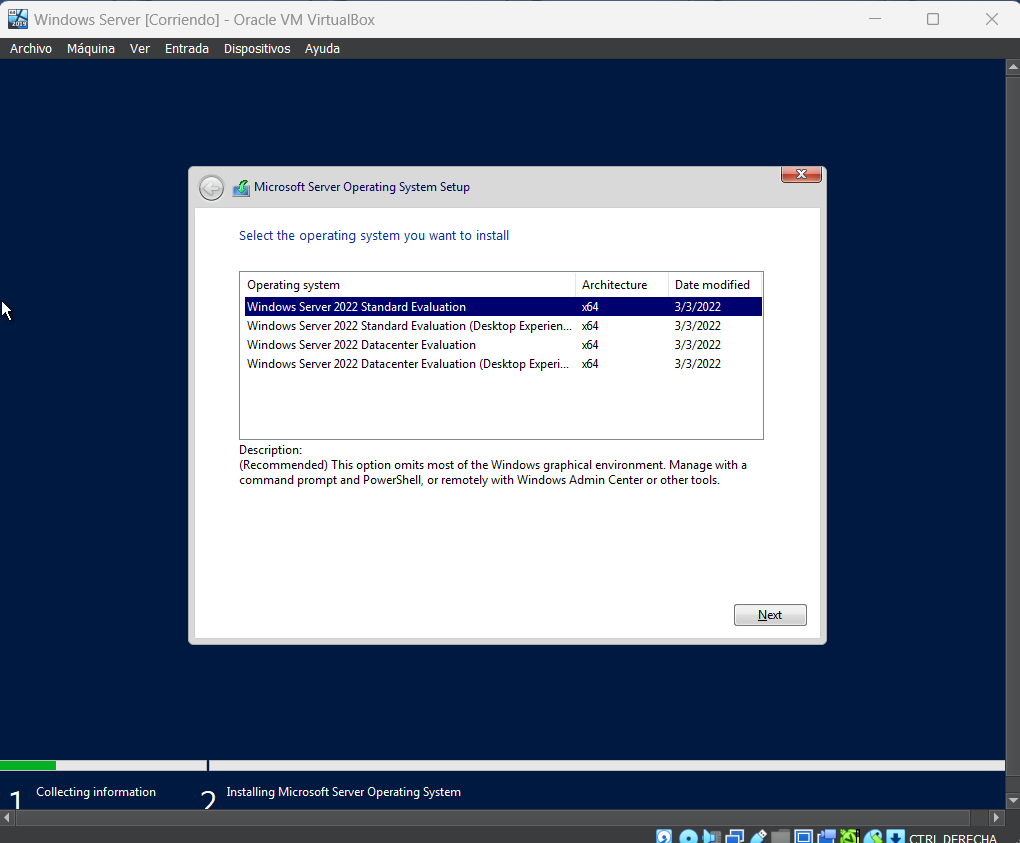 Windows Server [Corriendo] - Oracle VM VirtualBox
Archivo Máquina Ver Entrada Dispositivos Ayuda
Microsoft Server Operating System Setup
Select the operating system you want to install
Operating system Architecture Date modified
Windows Server 2022 Standard Evaluation x64 3/3/2022
Windows Server 2022 Standard Evaluation (Desktop Experien... x64 3/3/2022
Windows Server 2022 Datacenter Evaluation x64 3/3/2022
Windows Server 2022 Datacenter Evaluation (Desktop Experi... x64 3/3/2022
Description:
(Recommended) This option omits most of the Windows graphical environment. Manage with a
command prompt and PowerShell, or remotely with Windows Admin Center or other tools.
Next
1 Collecting information 2 Installing Microsoft Server Operating System
CTRL DERECHA